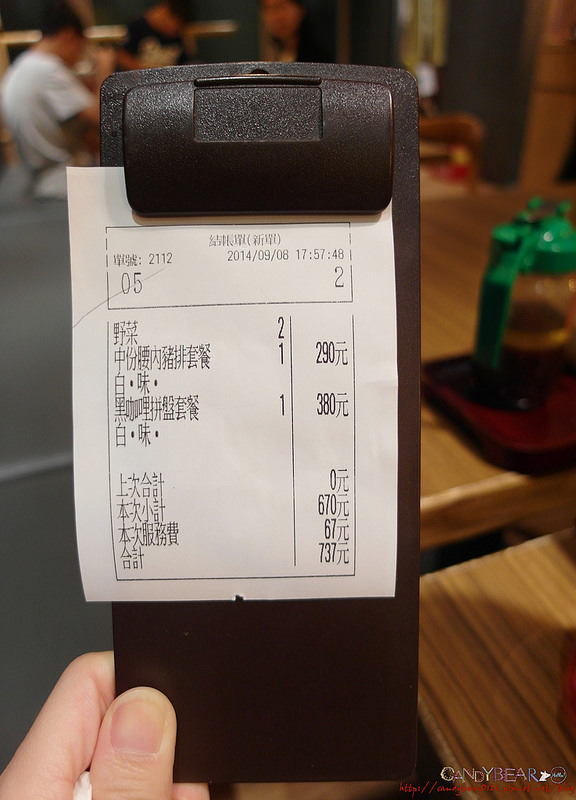 結帳單(新單)
單號: 2112 2014/09/08 17:57:48
05 2
野菜 2
中份腰內豬排套餐 1 290元
白•味•
黑咖哩拼盤套餐 1 380元
白•味•
上次合計 0元
本次小計 670元
本次服務費 67元
合計 737元
CANDYBEAR